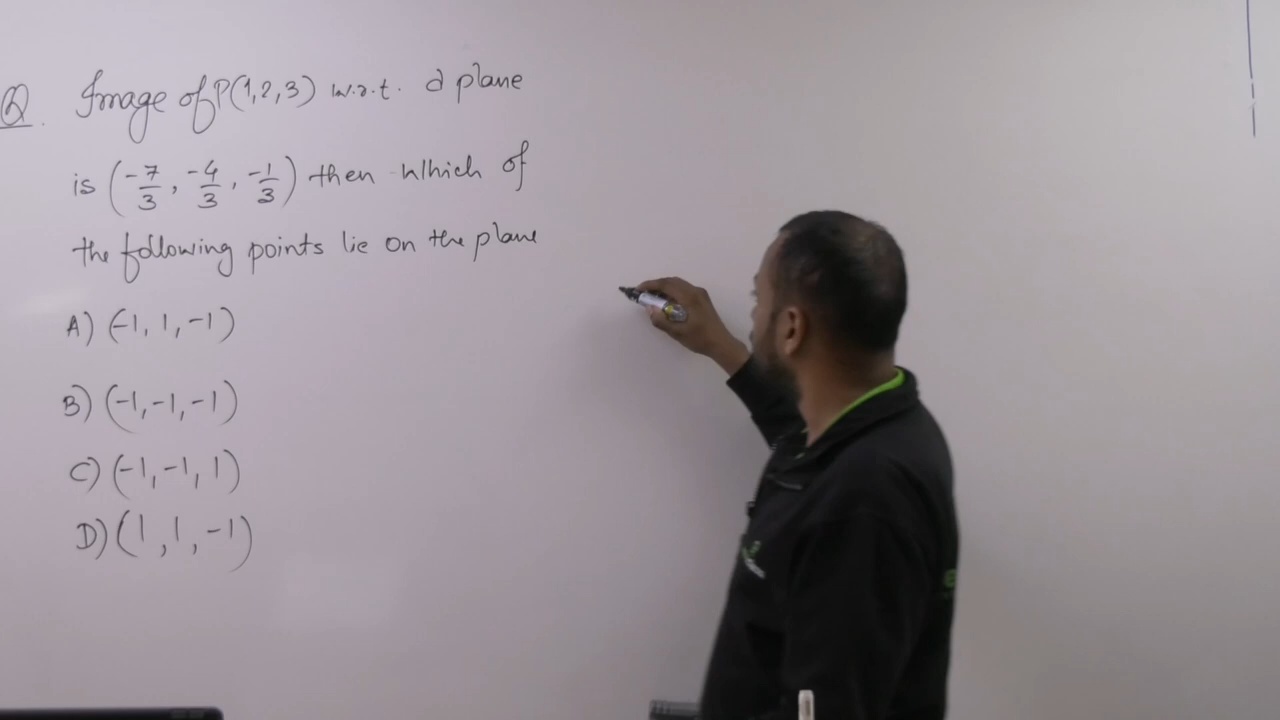 Q. Image of P(1,2,3) w.r.t. a plane
is (-7/3, -4/3, -1/3) then which of
the following points lie on the plane
A) (-1, 1, -1)
B) (-1, -1, -1)
C) (-1, -1, 1)
D) (1, 1, -1)